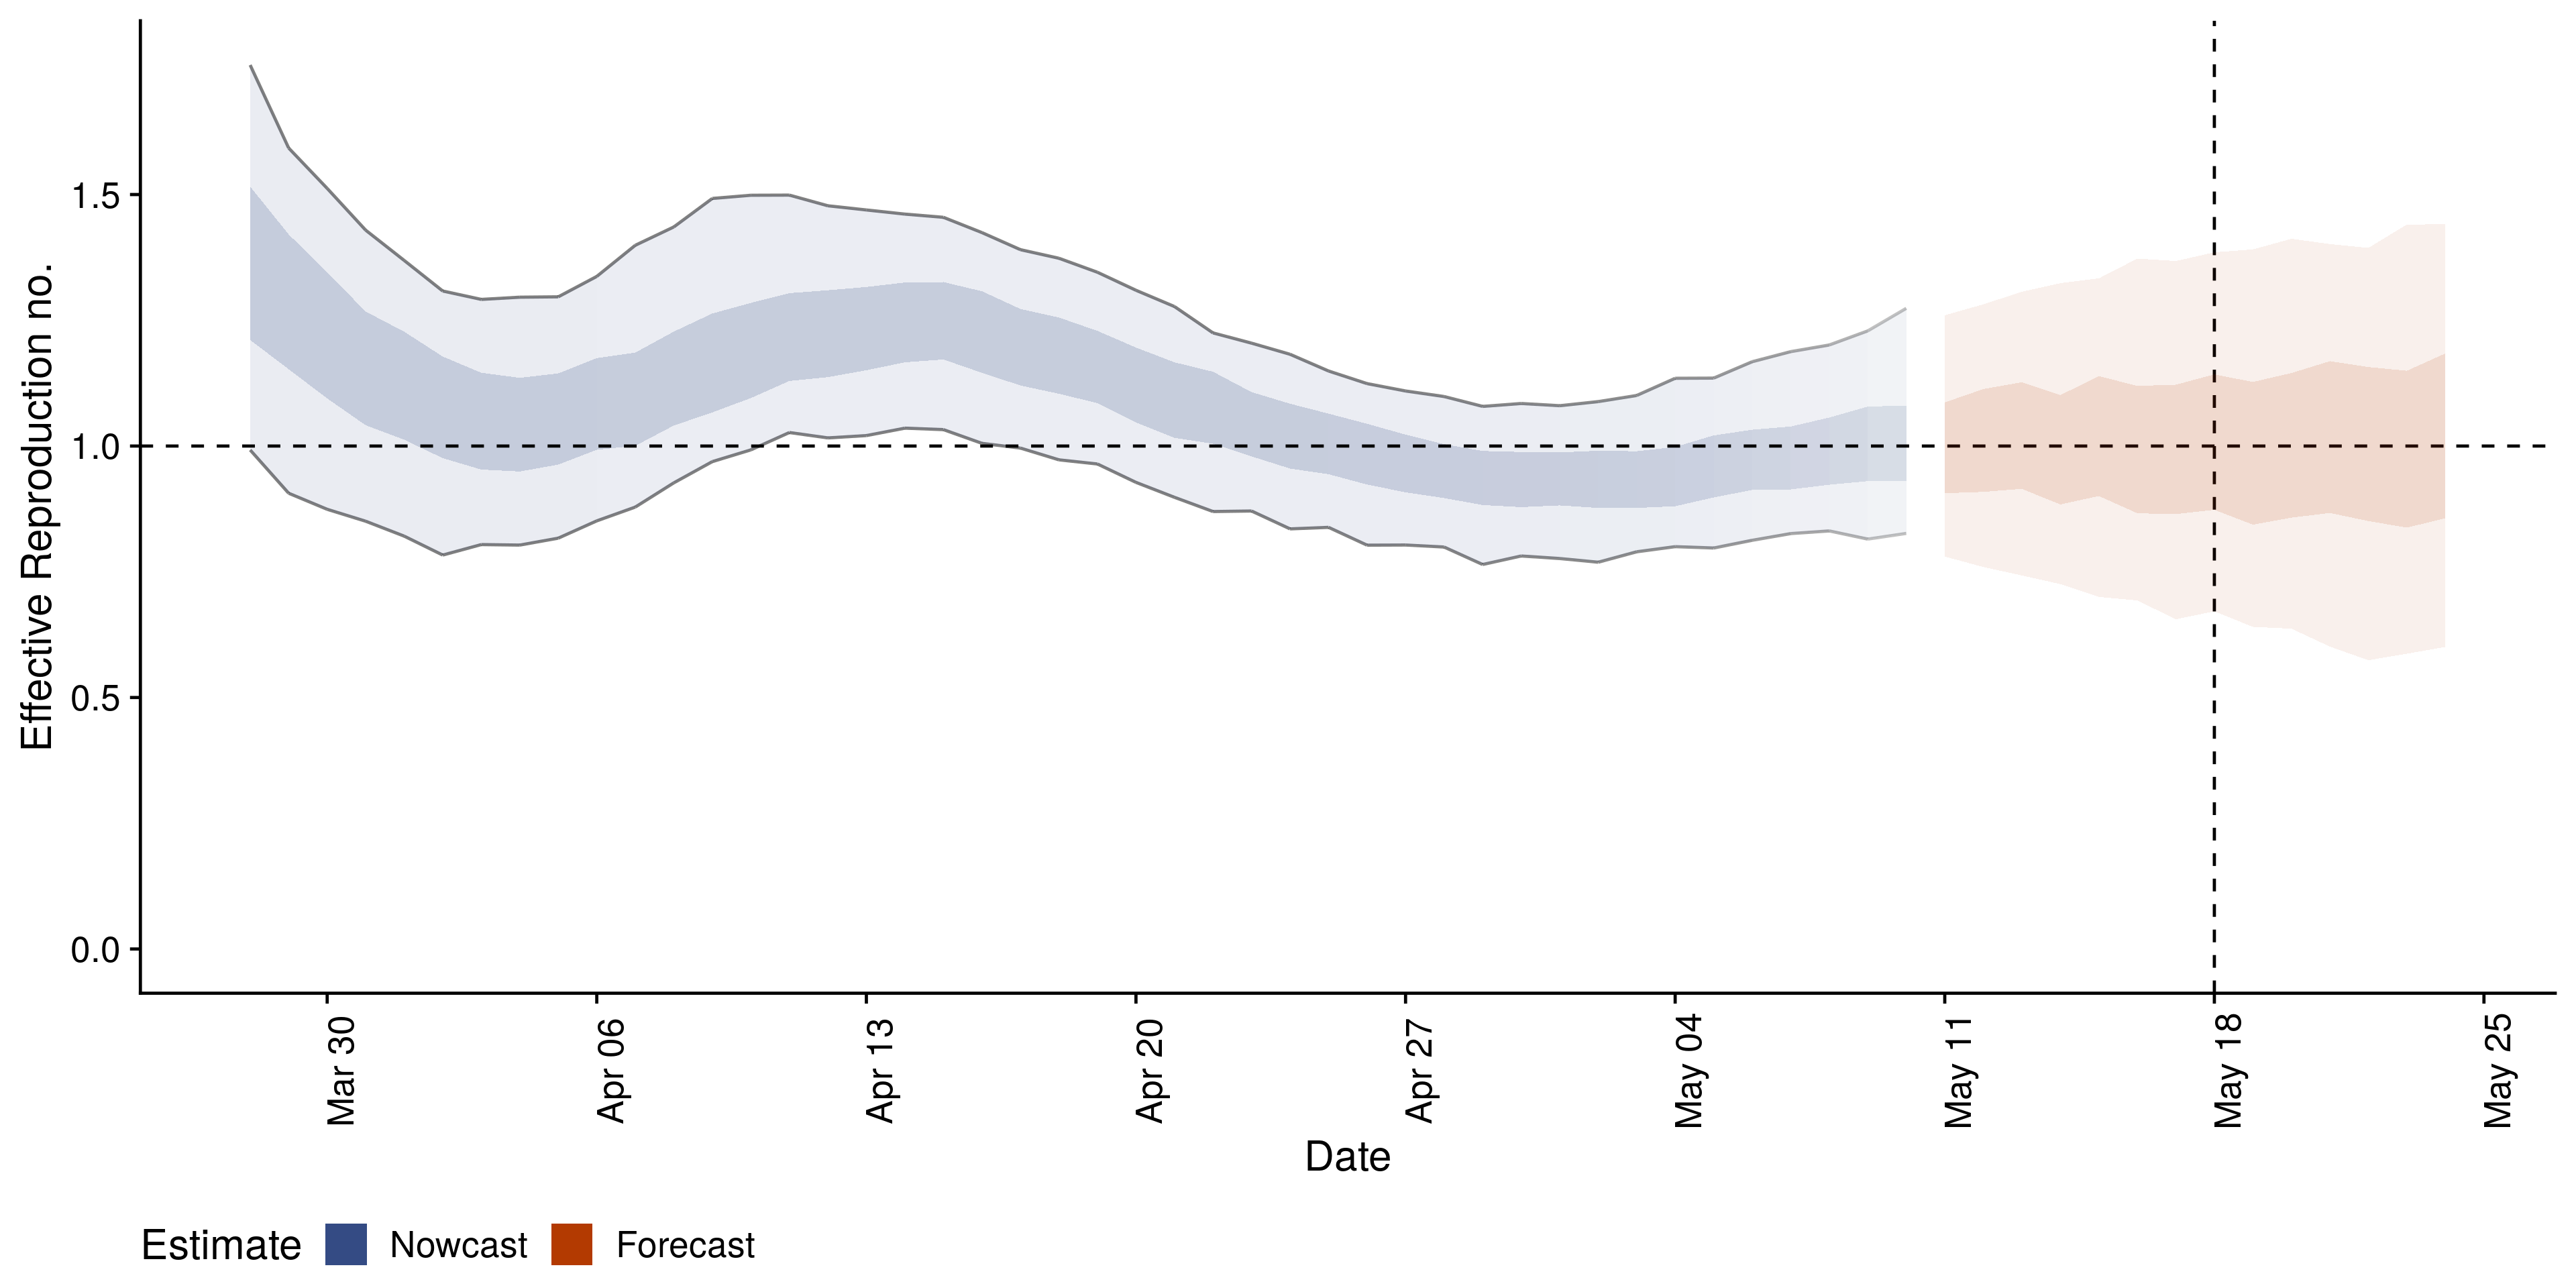 Effective Reproduction no.
1.5
1.0
0.5
0.0
Mar 30
Apr 06
Apr 13
Apr 20
Apr 27
May 04
May 11
May 18
May 25
Date
Estimate Nowcast Forecast